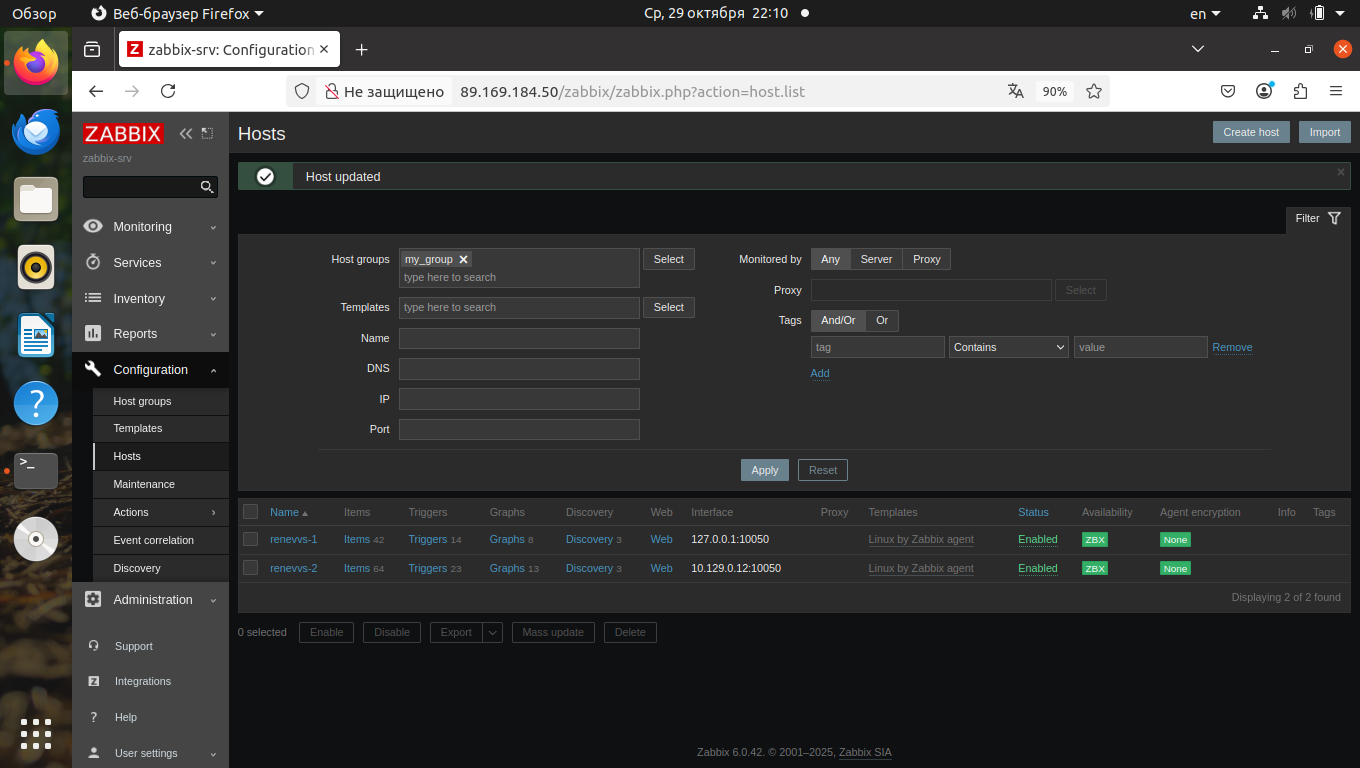 Обзор Веб-браузер Firefox Ср, 29 октября 22:10 en
Z zabbix-srv: Configuration
Не защищено 89.169.184.50/zabbix/zabbix.php?action=host.list 90%
ZABBIX
zabbix-srv
Monitoring
Services
Inventory
Reports
Configuration
Host groups
Templates
Hosts
Maintenance
Actions
Event correlation
Discovery
Administration
Support
Z Integrations
? Help
User settings
Hosts Create host Import
Host updated
Filter
Host groups my_group Select
type here to search
Templates type here to search Select
Name
DNS
IP
Port
Monitored by Any Server Proxy
Proxy Select
Tags And/Or Or
tag Contains value Remove
Add
Apply Reset
Name Items Triggers Graphs Discovery Web Interface Proxy Templates Status Availability Agent encryption Info Tags
renevvs-1 Items 42 Triggers 14 Graphs 8 Discovery 3 Web 127.0.0.1:10050 Linux by Zabbix agent Enabled ZBX None
renevvs-2 Items 64 Triggers 23 Graphs 13 Discovery 3 Web 10.129.0.12:10050 Linux by Zabbix agent Enabled ZBX None
Displaying 2 of 2 found
0 selected Enable Disable Export Mass update Delete
Zabbix 6.0.42. © 2001–2025, Zabbix SIA